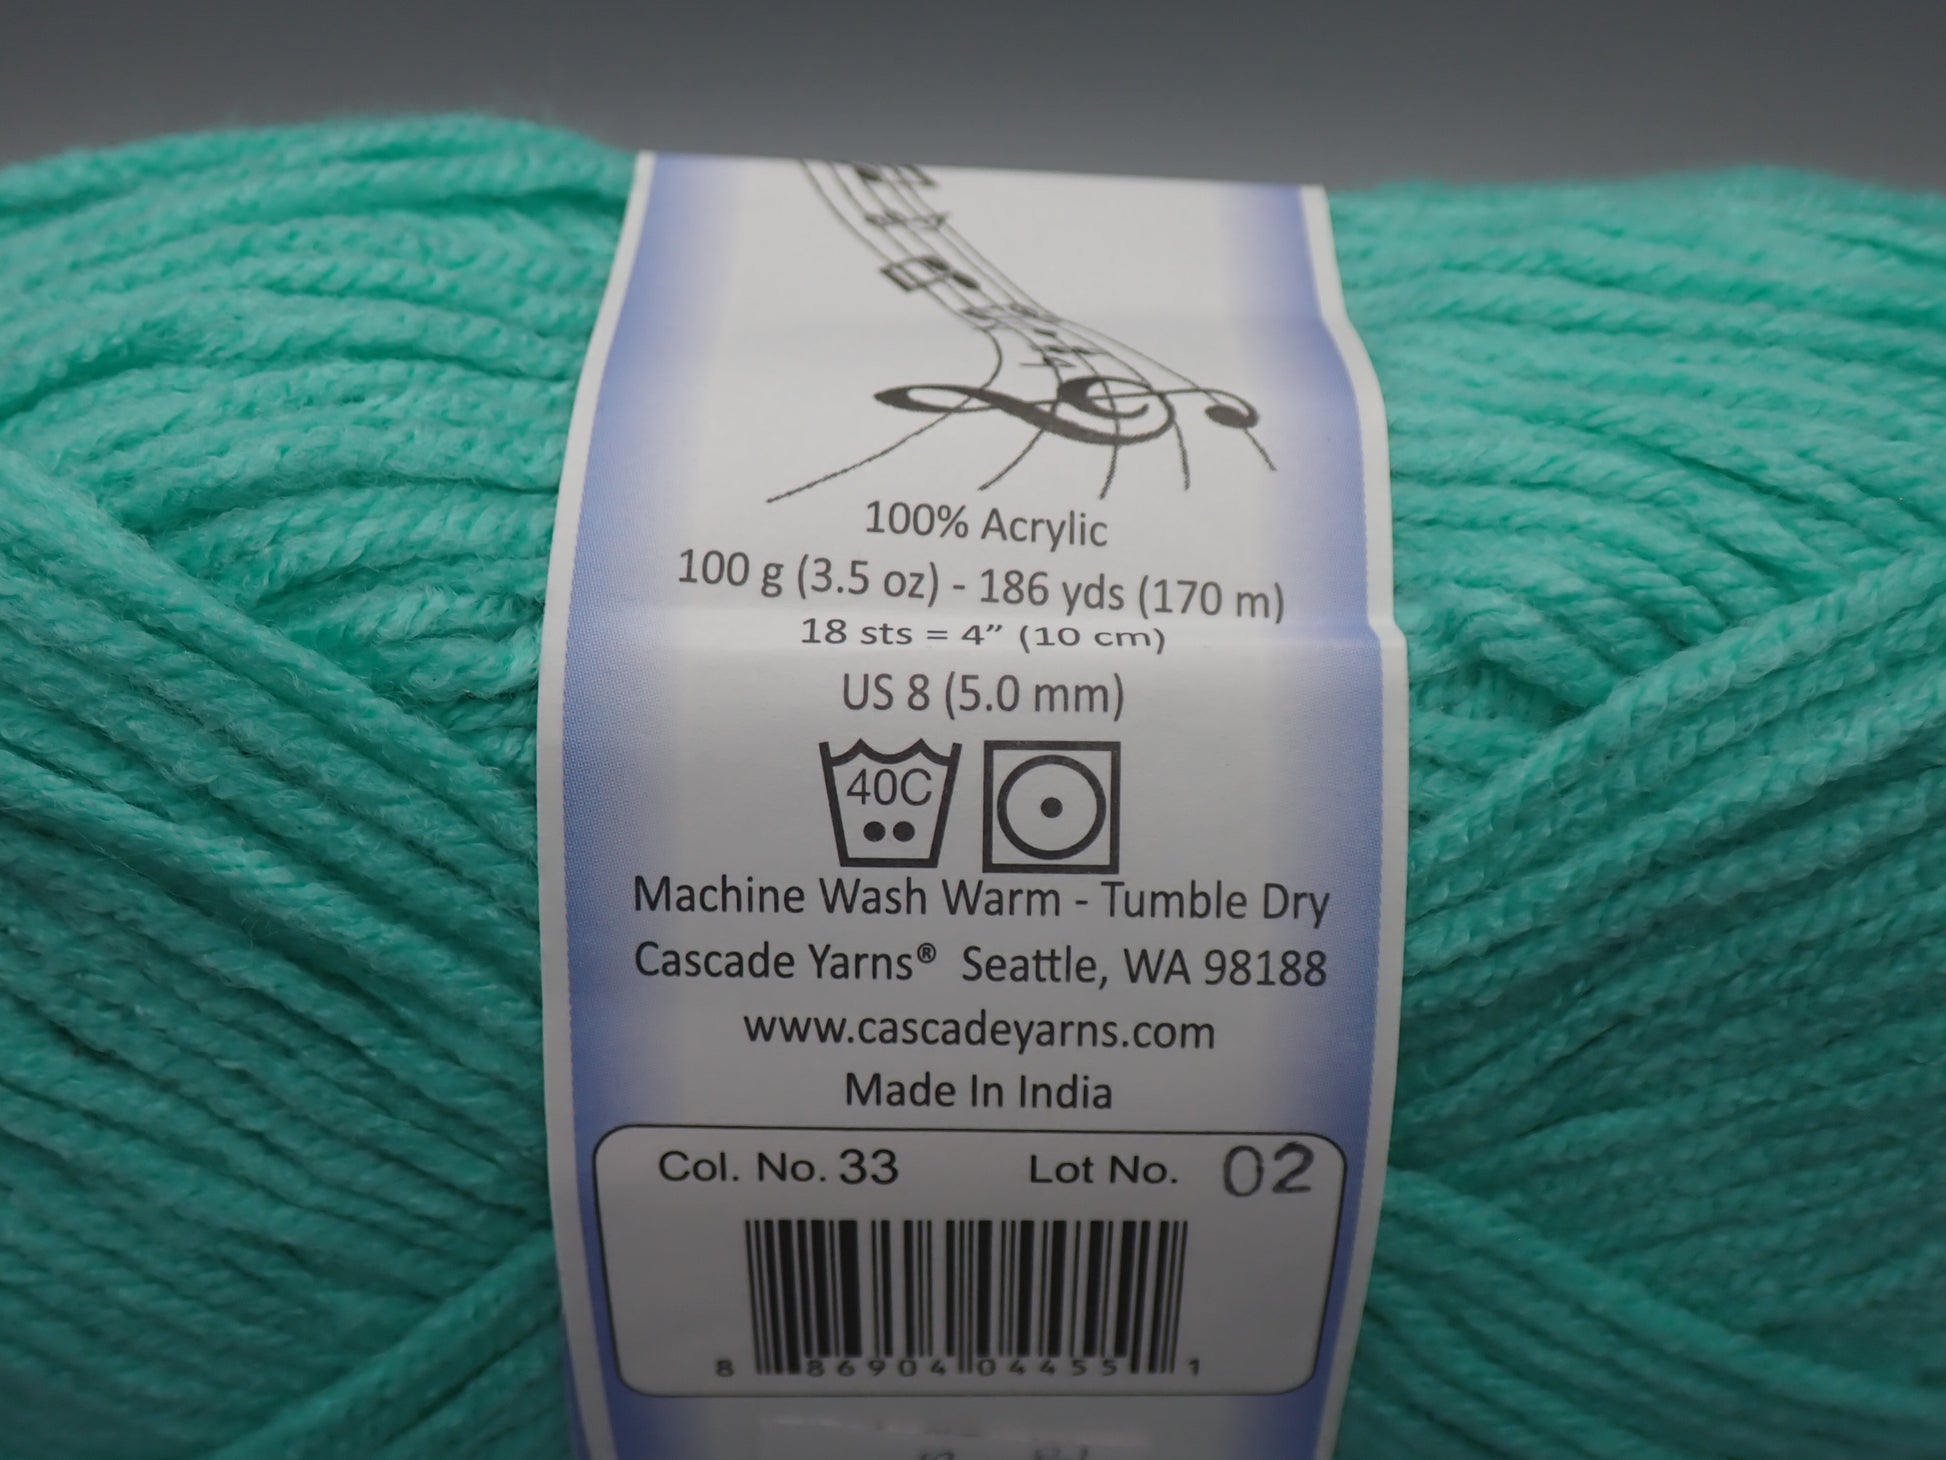 100% Acrylic
100 g (3.5 oz) - 186 yds (170 m)
18 sts = 4” (10 cm)
US 8 (5.0 mm)
40C
Machine Wash Warm - Tumble Dry
Cascade Yarns® Seattle, WA 98188
www.cascadeyarns.com
Made In India
Col. No. 33 Lot No. 02
8 86904 04455 1